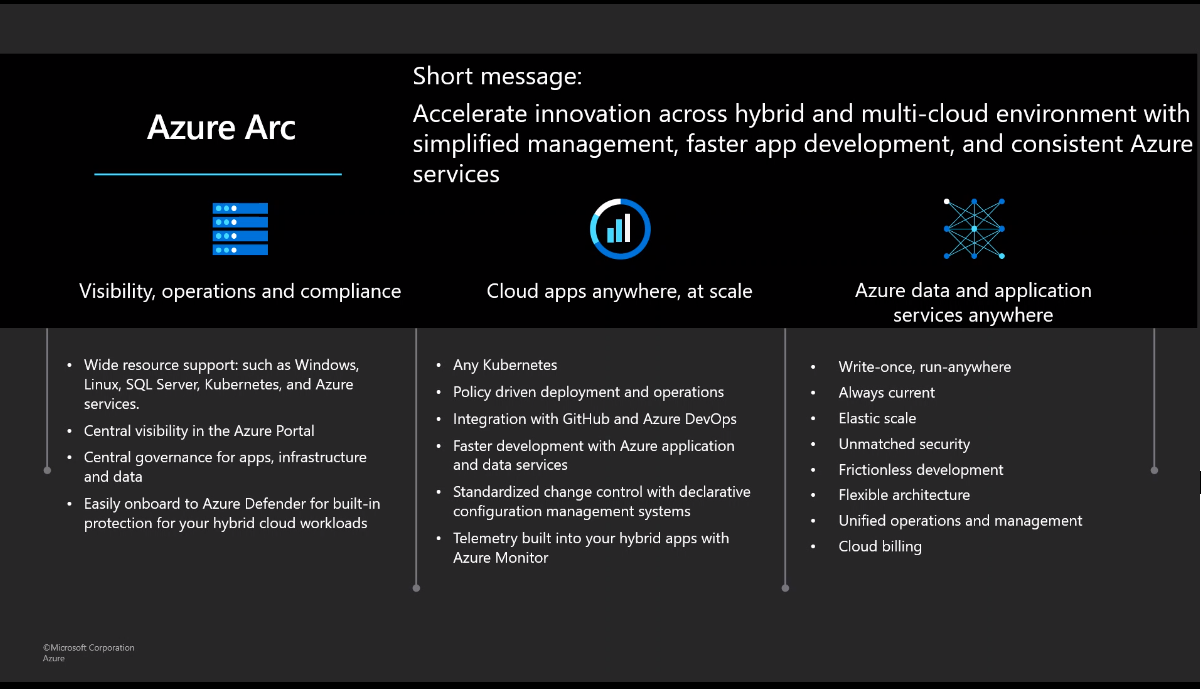 Short message:
Azure Arc
Accelerate innovation across hybrid and multi-cloud environment with
simplified management, faster app development, and consistent Azure
services
Visibility, operations and compliance
• Wide resource support: such as Windows,
Linux, SQL Server, Kubernetes, and Azure
services.
• Central visibility in the Azure Portal
• Central governance for apps, infrastructure
and data
• Easily onboard to Azure Defender for built-in
protection for your hybrid cloud workloads
Cloud apps anywhere, at scale
• Any Kubernetes
• Policy driven deployment and operations
• Integration with GitHub and Azure DevOps
• Faster development with Azure application
and data services
• Standardized change control with declarative
configuration management systems
• Telemetry built into your hybrid apps with
Azure Monitor
Azure data and application
services anywhere
• Write-once, run-anywhere
• Always current
• Elastic scale
• Unmatched security
• Frictionless development
• Flexible architecture
• Unified operations and management
• Cloud billing
©Microsoft Corporation
Azure